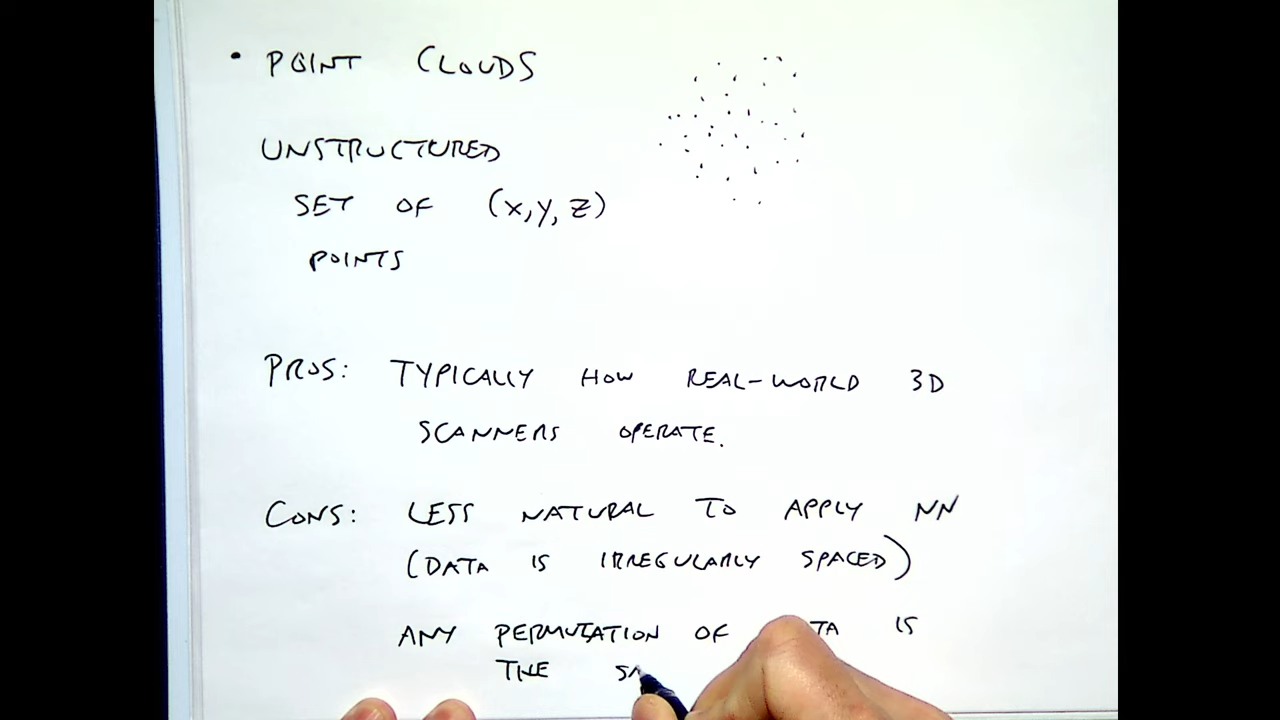 • POINT CLOUDS
UNSTRUCTURED
SET OF (X,Y,Z)
POINTS
PROS: TYPICALLY HOW REAL-WORLD 3D
SCANNERS OPERATE.
CONS: LESS NATURAL TO APPLY NN
(DATA IS IRREGULARLY SPACED)
ANY PERMUTATION OF IS
THE